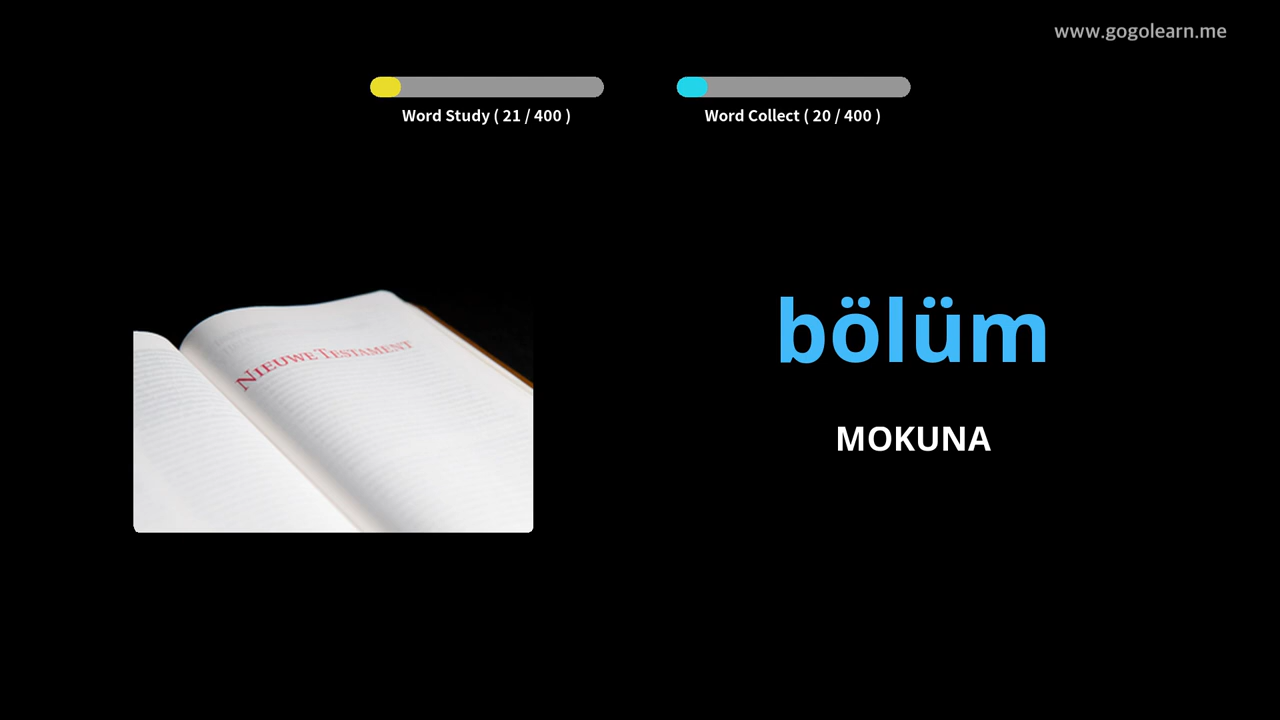 www.gogolearn.me
Word Study ( 21 / 400 )
Word Collect ( 20 / 400 )
NIEUWE TESTAMENT
bölüm
MOKUNA